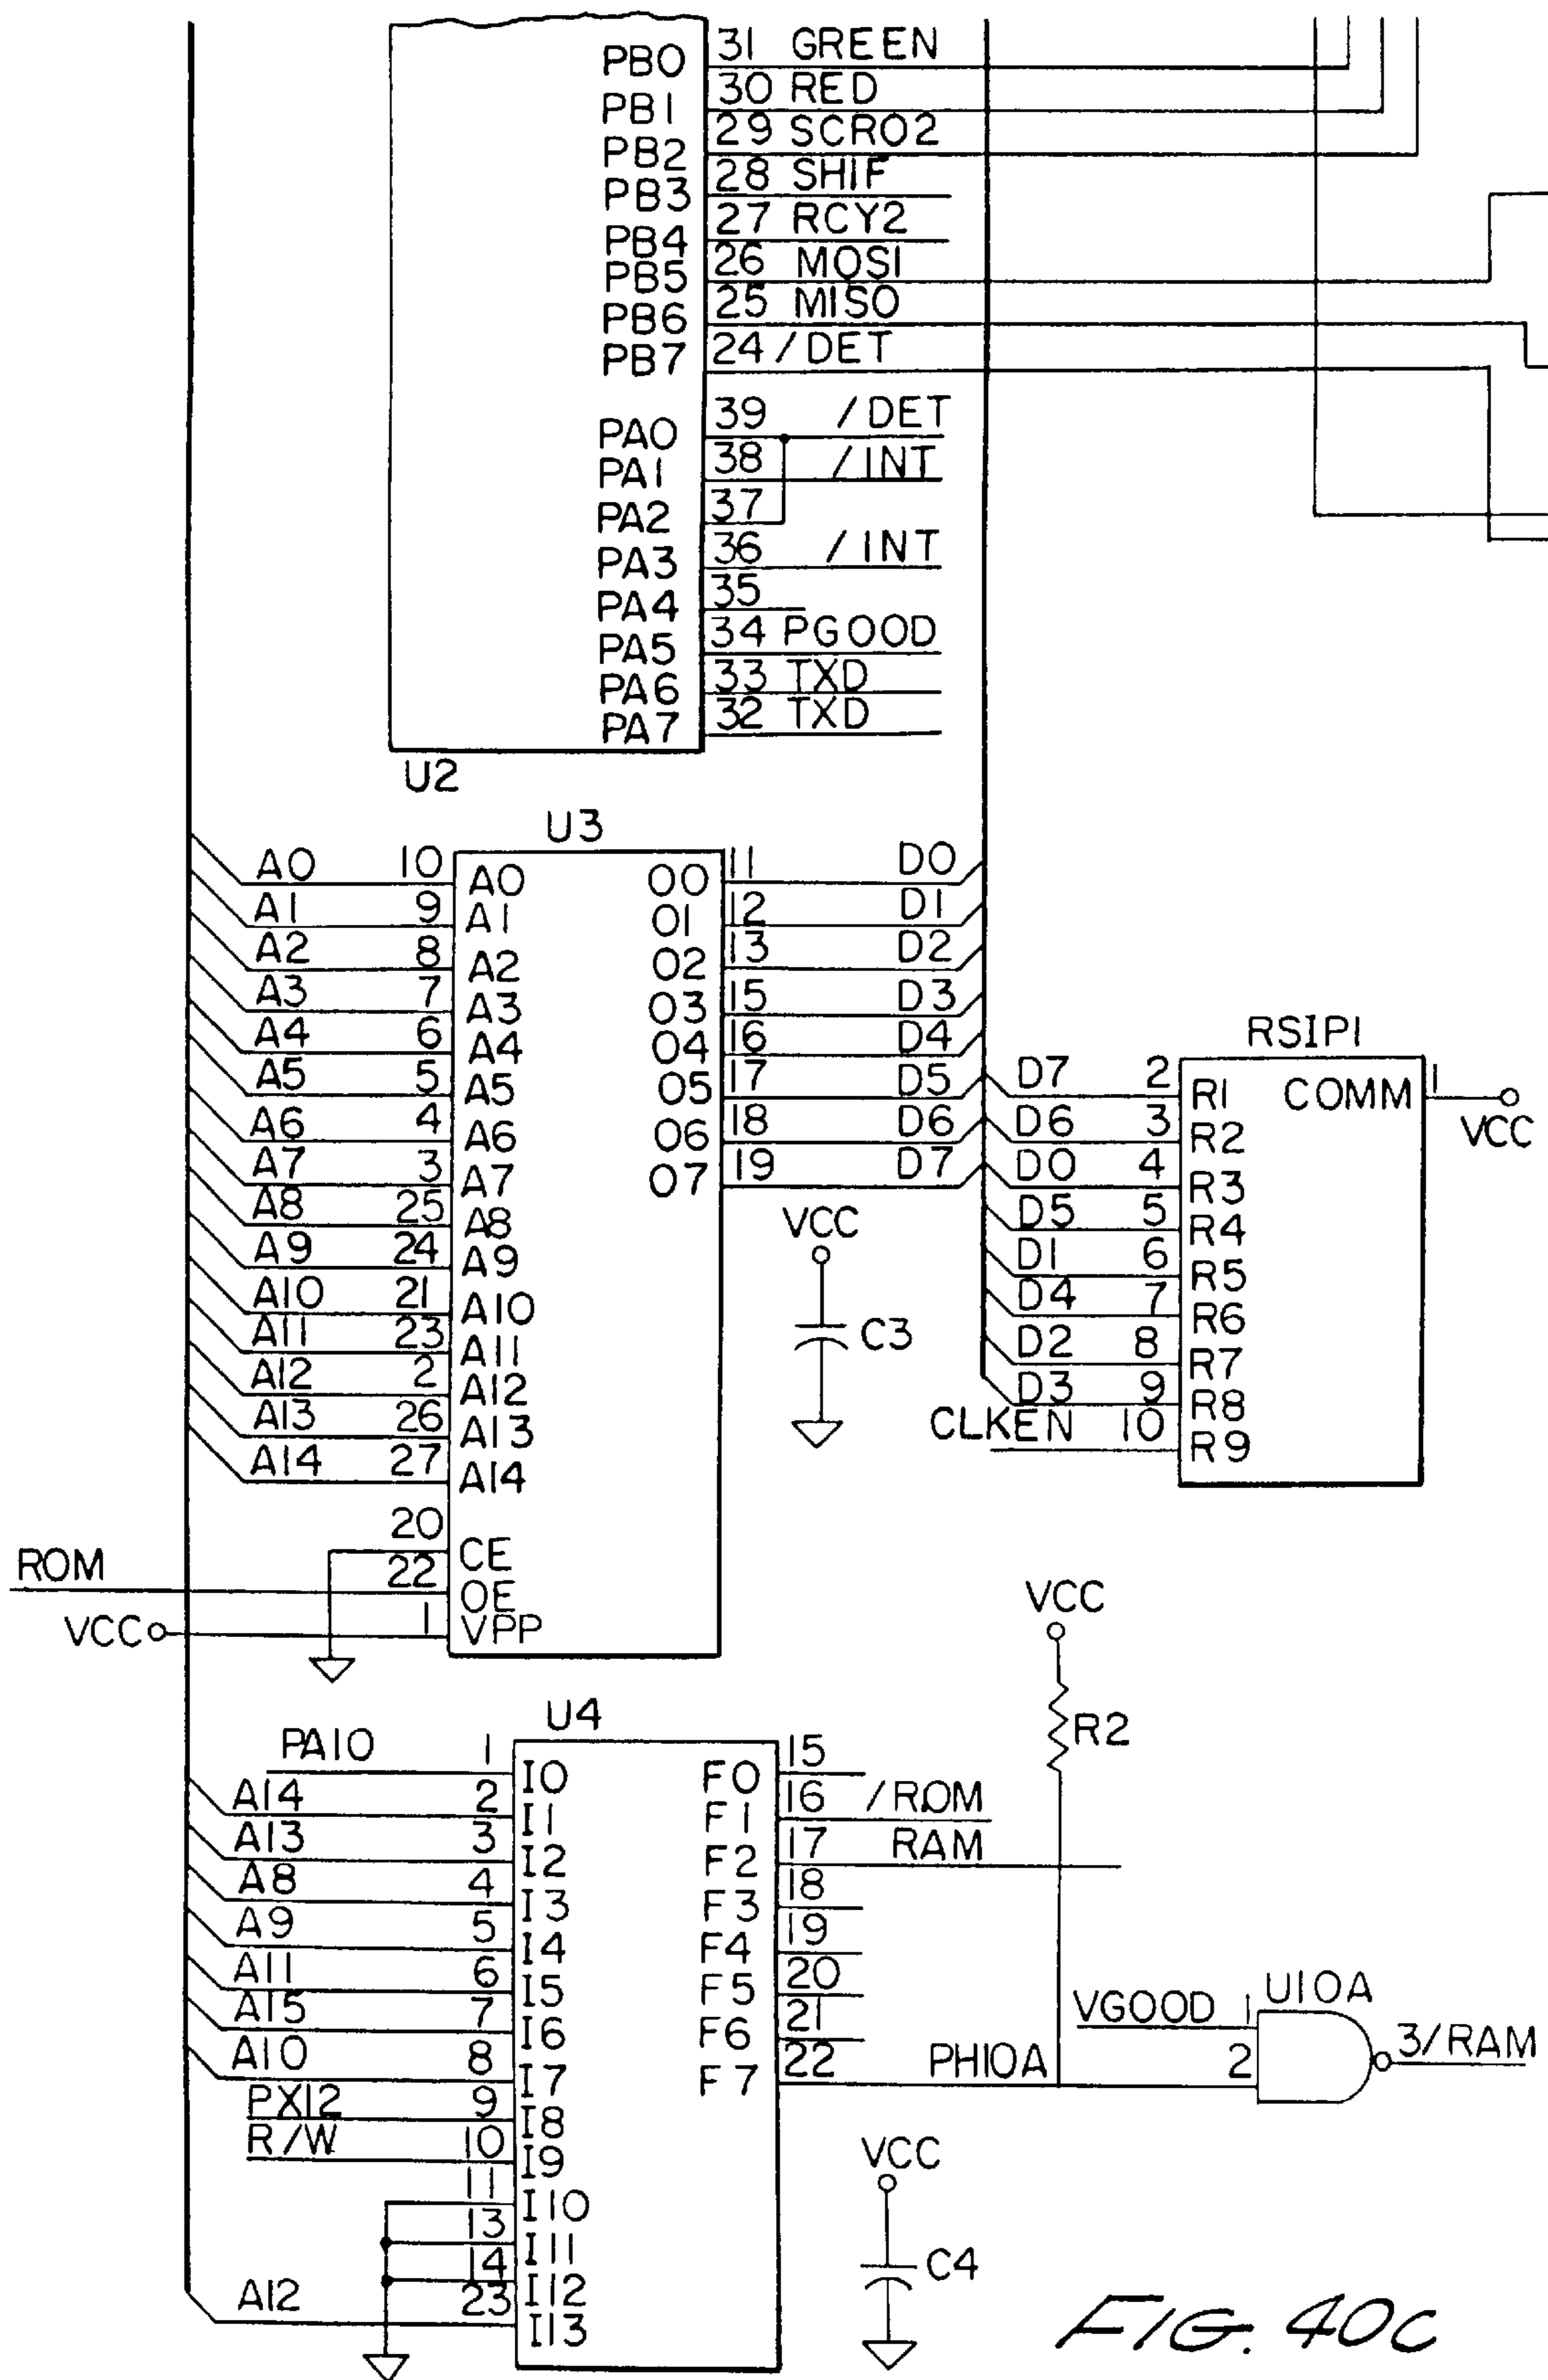 PB0 31 GREEN
PB1 30 RED
PB2 29 SCRO2
PB3 28 SHIF
PB4 27 RCY2
PB5 26 MOSI
PB6 25 MISO
PB7 24 /DET
PA0 39 /DET
PA1 38 /INT
PA2 37
PA3 36 /INT
PA4 35
PA5 34 PGOOD
PA6 33 TXD
PA7 32 TXD
U2
U3
A0 10 A0 O0 11 D0
A1 9 A1 O1 12 D1
A2 8 A2 O2 13 D2
A3 7 A3 O3 15 D3
A4 6 A4 O4 16 D4
A5 5 A5 O5 17 D5
A6 4 A6 O6 18 D6
A7 3 A7 O7 19 D7
A8 25 A8
A9 24 A9
A10 21 A10
A11 23 A11
A12 2 A12
A13 26 A13
A14 27 A14
20 CE
ROM 22 OE
VCC 1 VPP
VCC
C3
RSIP1
D7 2 R1 COMM 1
VCC
D6 3 R2
D0 4 R3
D5 5 R4
D1 6 R5
D4 7 R6
D2 8 R7
D3 9 R8
CLKEN 10 R9
VCC
R2
U4
PA10 1 I0 F0 15
A14 2 I1 F1 16 /ROM
A13 3 I2 F2 17 RAM
A8 4 I3 F3 18
A9 5 I4 F4 19
A11 6 I5 F5 20
A15 7 I6 F6 21
A10 8 I7 F7 22 PH10A
PX12 9 I8
R/W 10 I9
11 I10
13 I11
14 I12
A12 23 I13
U10A
VGOOD 1
2
3/RAM
VCC
C4
FIG. 40c